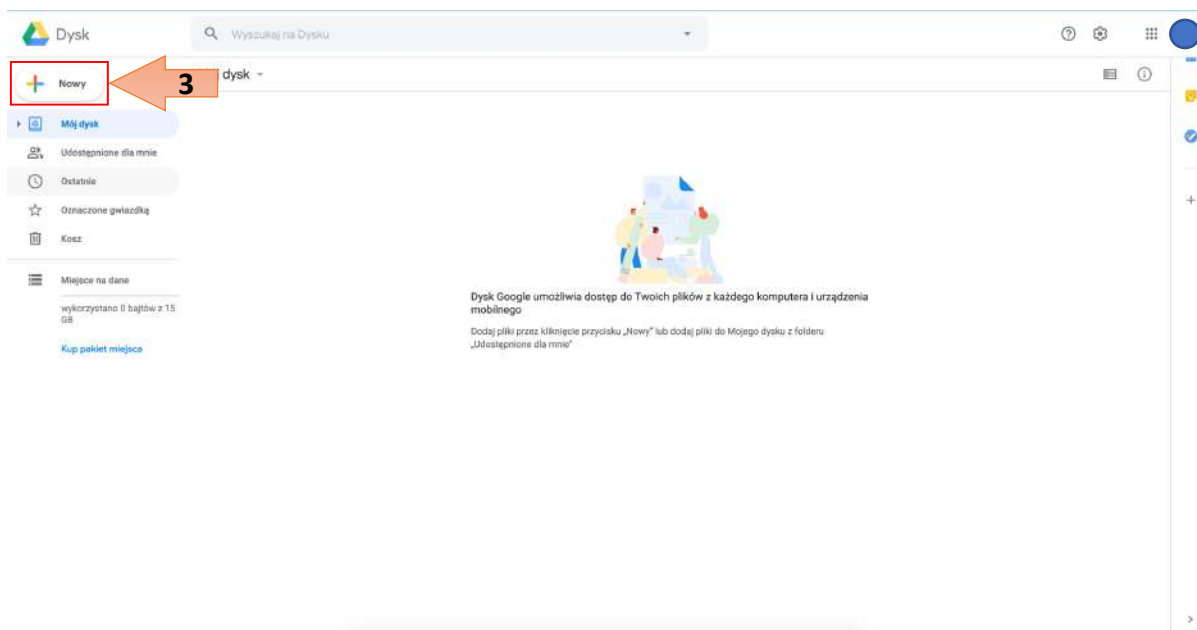 Dysk
Wyszukaj na Dysku
Nowy
3
dysk
Mój dysk
Udostępnione dla mnie
Ostatnie
Oznaczone gwiazdką
Kosz
Miejsce na dane
wykorzystano 0 bajtów z 15
GB
Kup pakiet miejsca
Dysk Google umożliwia dostęp do Twoich plików z każdego komputera i urządzenia
mobilnego
Dodaj pliki przez kliknięcie przycisku „Nowy” lub dodaj pliki do Mojego dysku z folderu
„Udostępnione dla mnie”